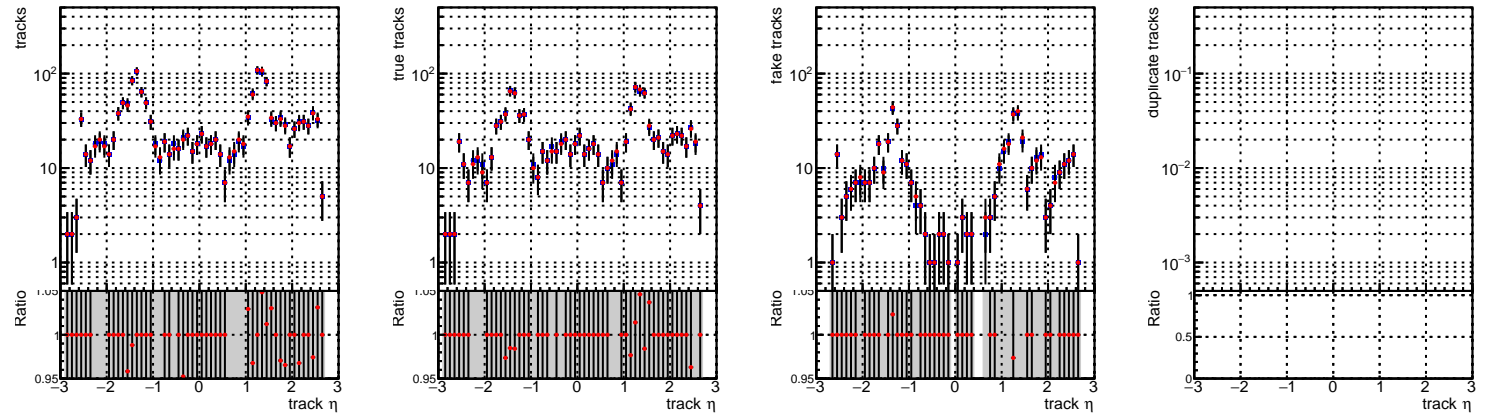 tracks
10²
10
1
Ratio
1.05
1
0.95
−3 −2 −1 0 1 2 3
track η
true tracks
10²
10
1
Ratio
1.05
1
0.95
−3 −2 −1 0 1 2 3
track η
fake tracks
10²
10
1
Ratio
1.05
1
0.95
−3 −2 −1 0 1 2 3
track η
duplicate tracks
10⁻¹
10⁻²
10⁻³
Ratio
1
0.5
0
−3 −2 −1 0 1 2 3
track η